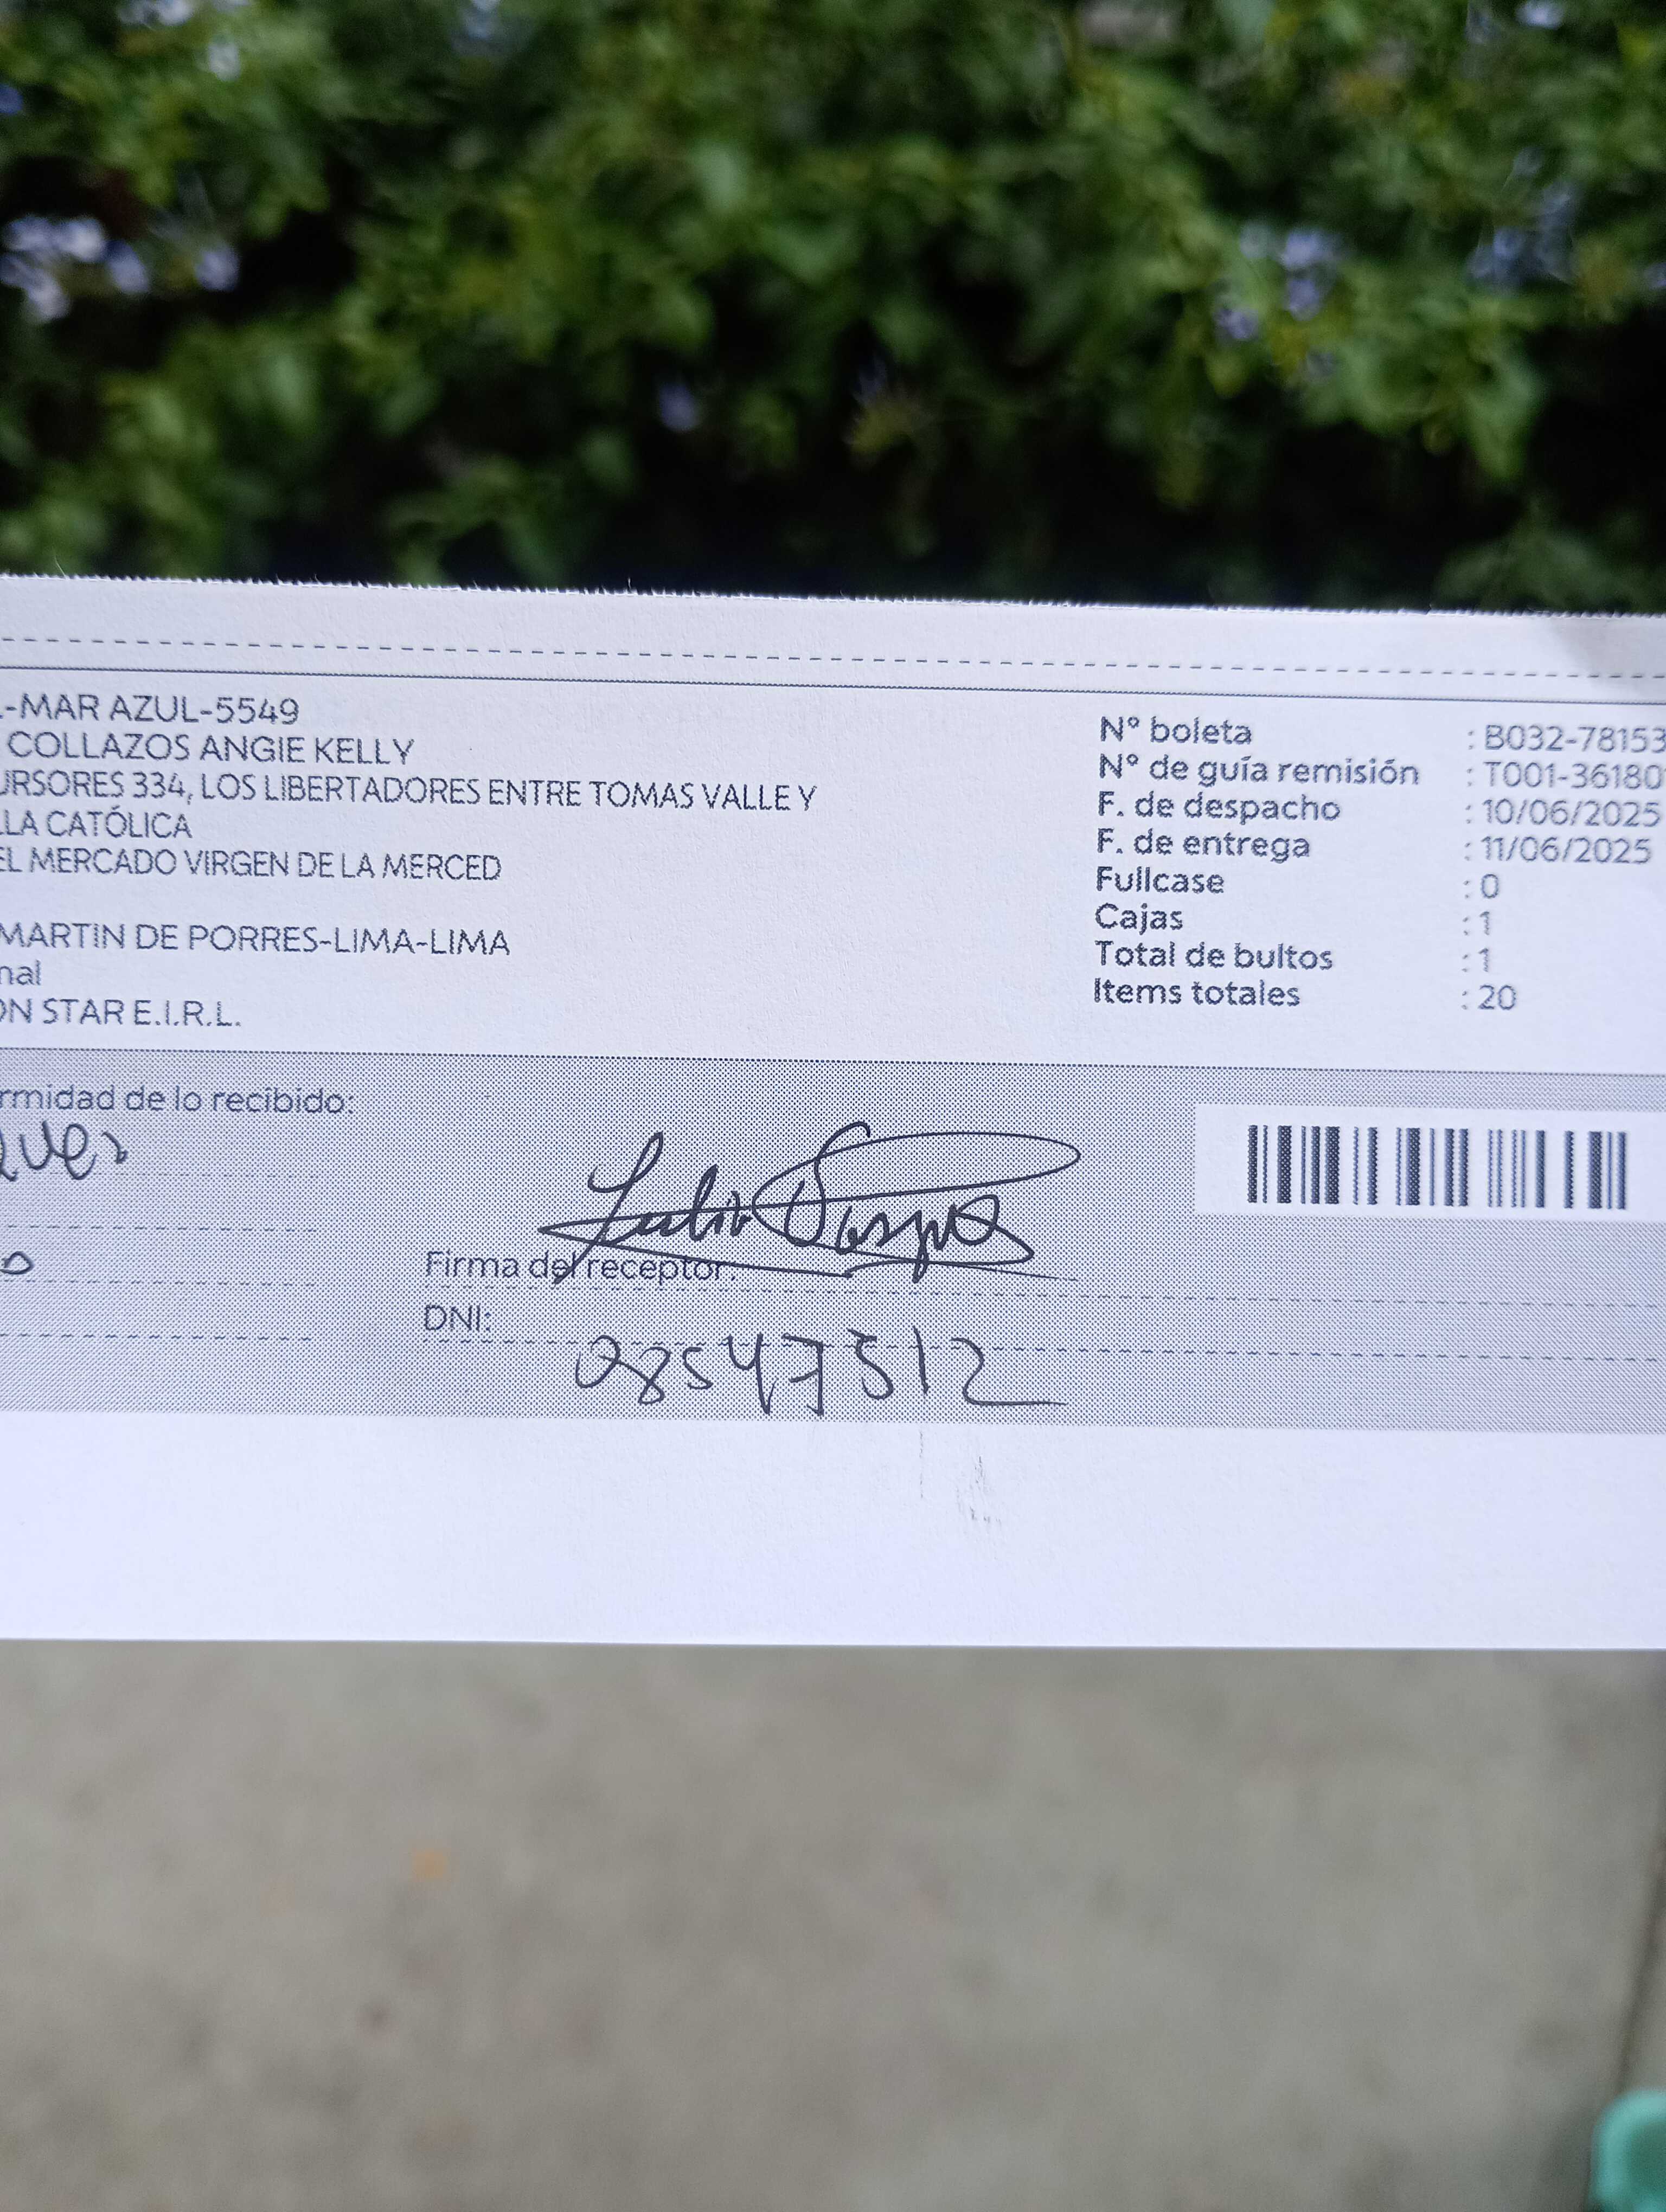 -MAR AZUL-5549
COLLAZOS ANGIE KELLY
URSORES 334, LOS LIBERTADORES ENTRE TOMAS VALLE Y
LLA CATÓLICA
EL MERCADO VIRGEN DE LA MERCED
MARTIN DE PORRES-LIMA-LIMA
nal
ON STAR E.I.R.L.
N° boleta : B032-78153
N° de guía remisión : T001-361801
F. de despacho : 10/06/2025
F. de entrega : 11/06/2025
Fullcase : 0
Cajas : 1
Total de bultos : 1
Items totales : 20
rmidad de lo recibido:
Firma del receptor:
DNI:
08547512